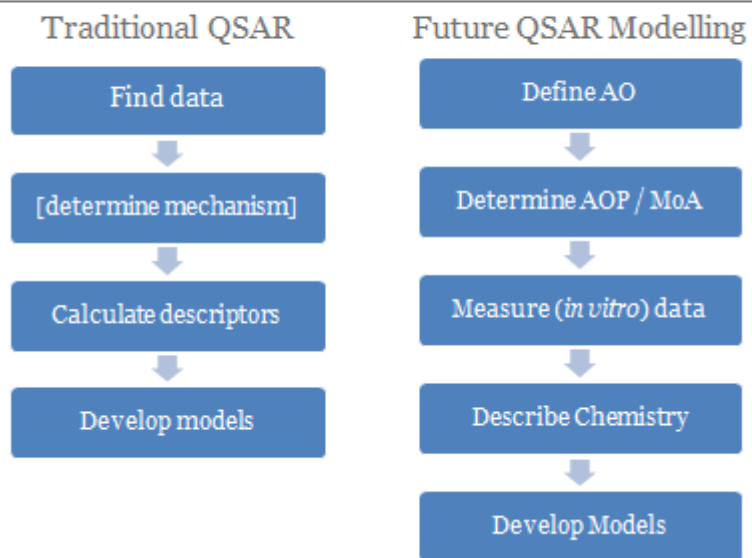 Traditional QSAR
Find data
[determine mechanism]
Calculate descriptors
Develop models
Future QSAR Modelling
Define AO
Determine AOP / MoA
Measure (in vitro) data
Describe Chemistry
Develop Models